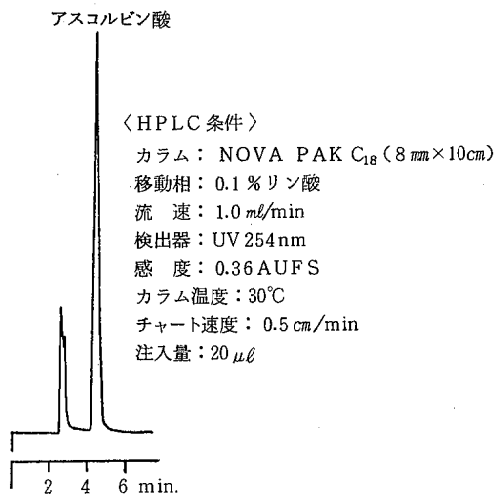 アスコルビン酸
〈HPLC条件〉
カラム：NOVA PAK C₁₈（8㎜×10㎝）
移動相：0.1％リン酸
流　速：1.0㎖/min
検出器：UV 254nm
感　度：0.36AUFS
カラム温度：30℃
チャート速度：0.5㎝/min
注入量：20μℓ
2 4 6 min.